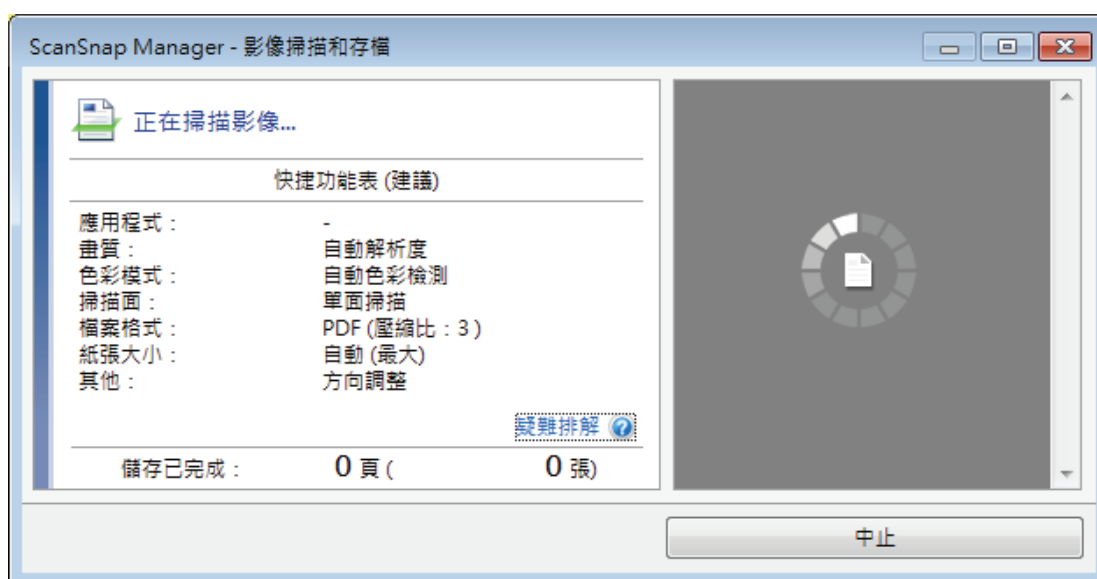 ScanSnap Manager - 影像掃描和存檔
正在掃描影像...
快捷功能表 (建議)
應用程式： -
畫質： 自動解析度
色彩模式： 自動色彩檢測
掃描面： 單面掃描
檔案格式： PDF (壓縮比：3)
紙張大小： 自動 (最大)
其他： 方向調整
疑難排解
儲存已完成： 0 頁 ( 0 張)
中止